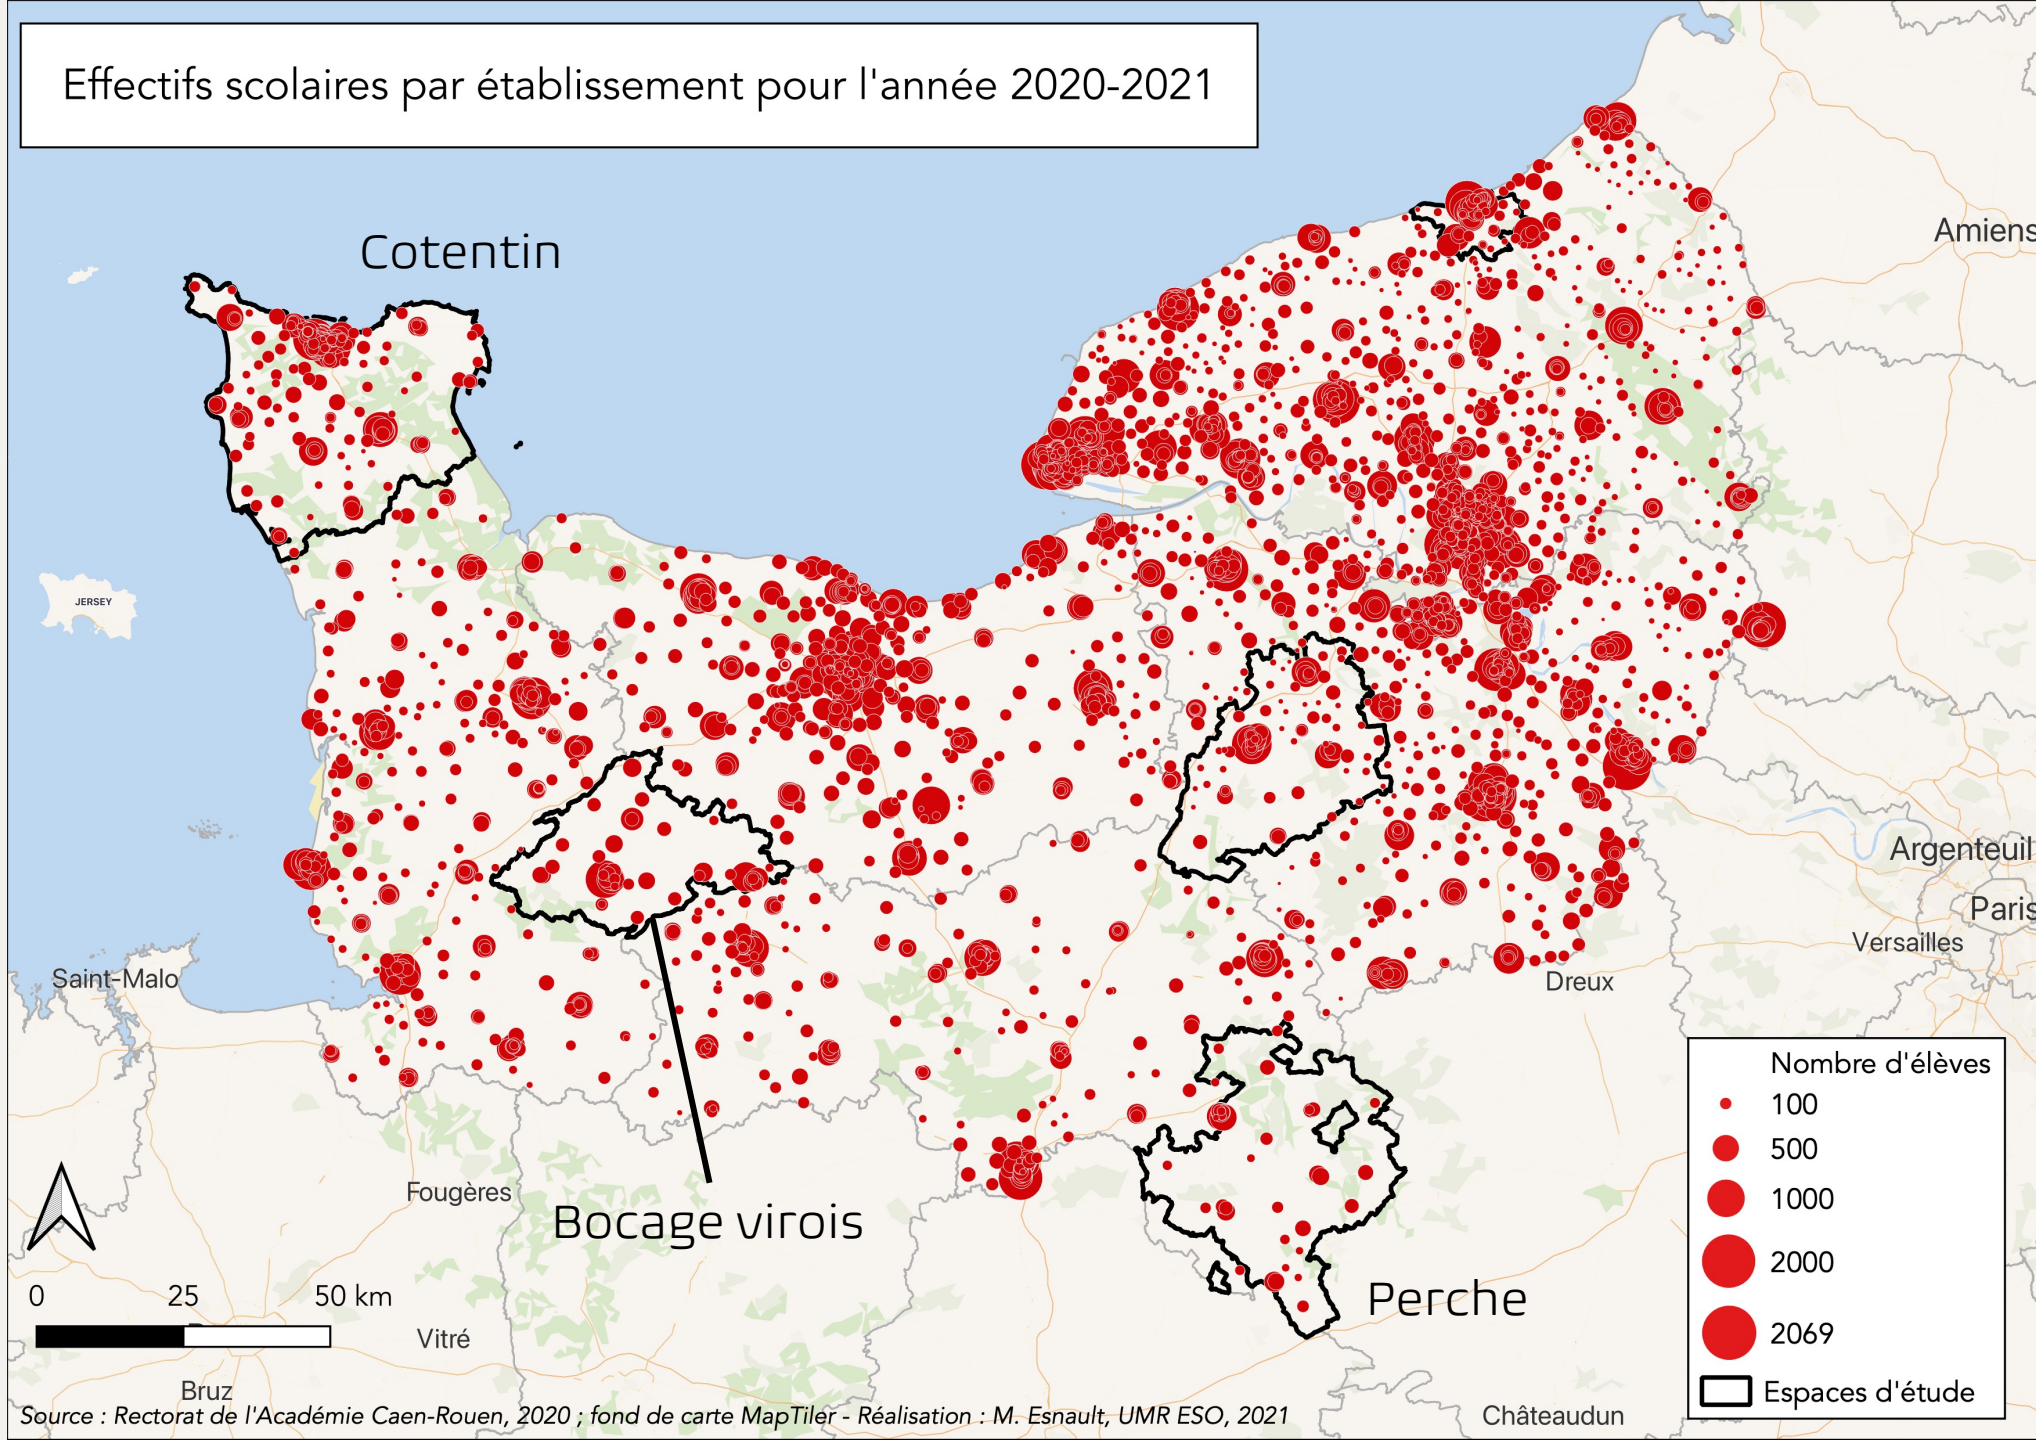 Effectifs scolaires par établissement pour l'année 2020-2021
Amiens
Cotentin
JERSEY
Argenteuil
Paris
Versailles
Saint-Malo
Dreux
Nombre d'élèves
100
500
1000
2000
2069
Espaces d'étude
Fougères
Bocage virois
Perche
0 25 50 km
Vitré
Bruz
Source : Rectorat de l'Académie Caen-Rouen, 2020 ; fond de carte MapTiler - Réalisation : M. Esnault, UMR ESO, 2021
Châteaudun